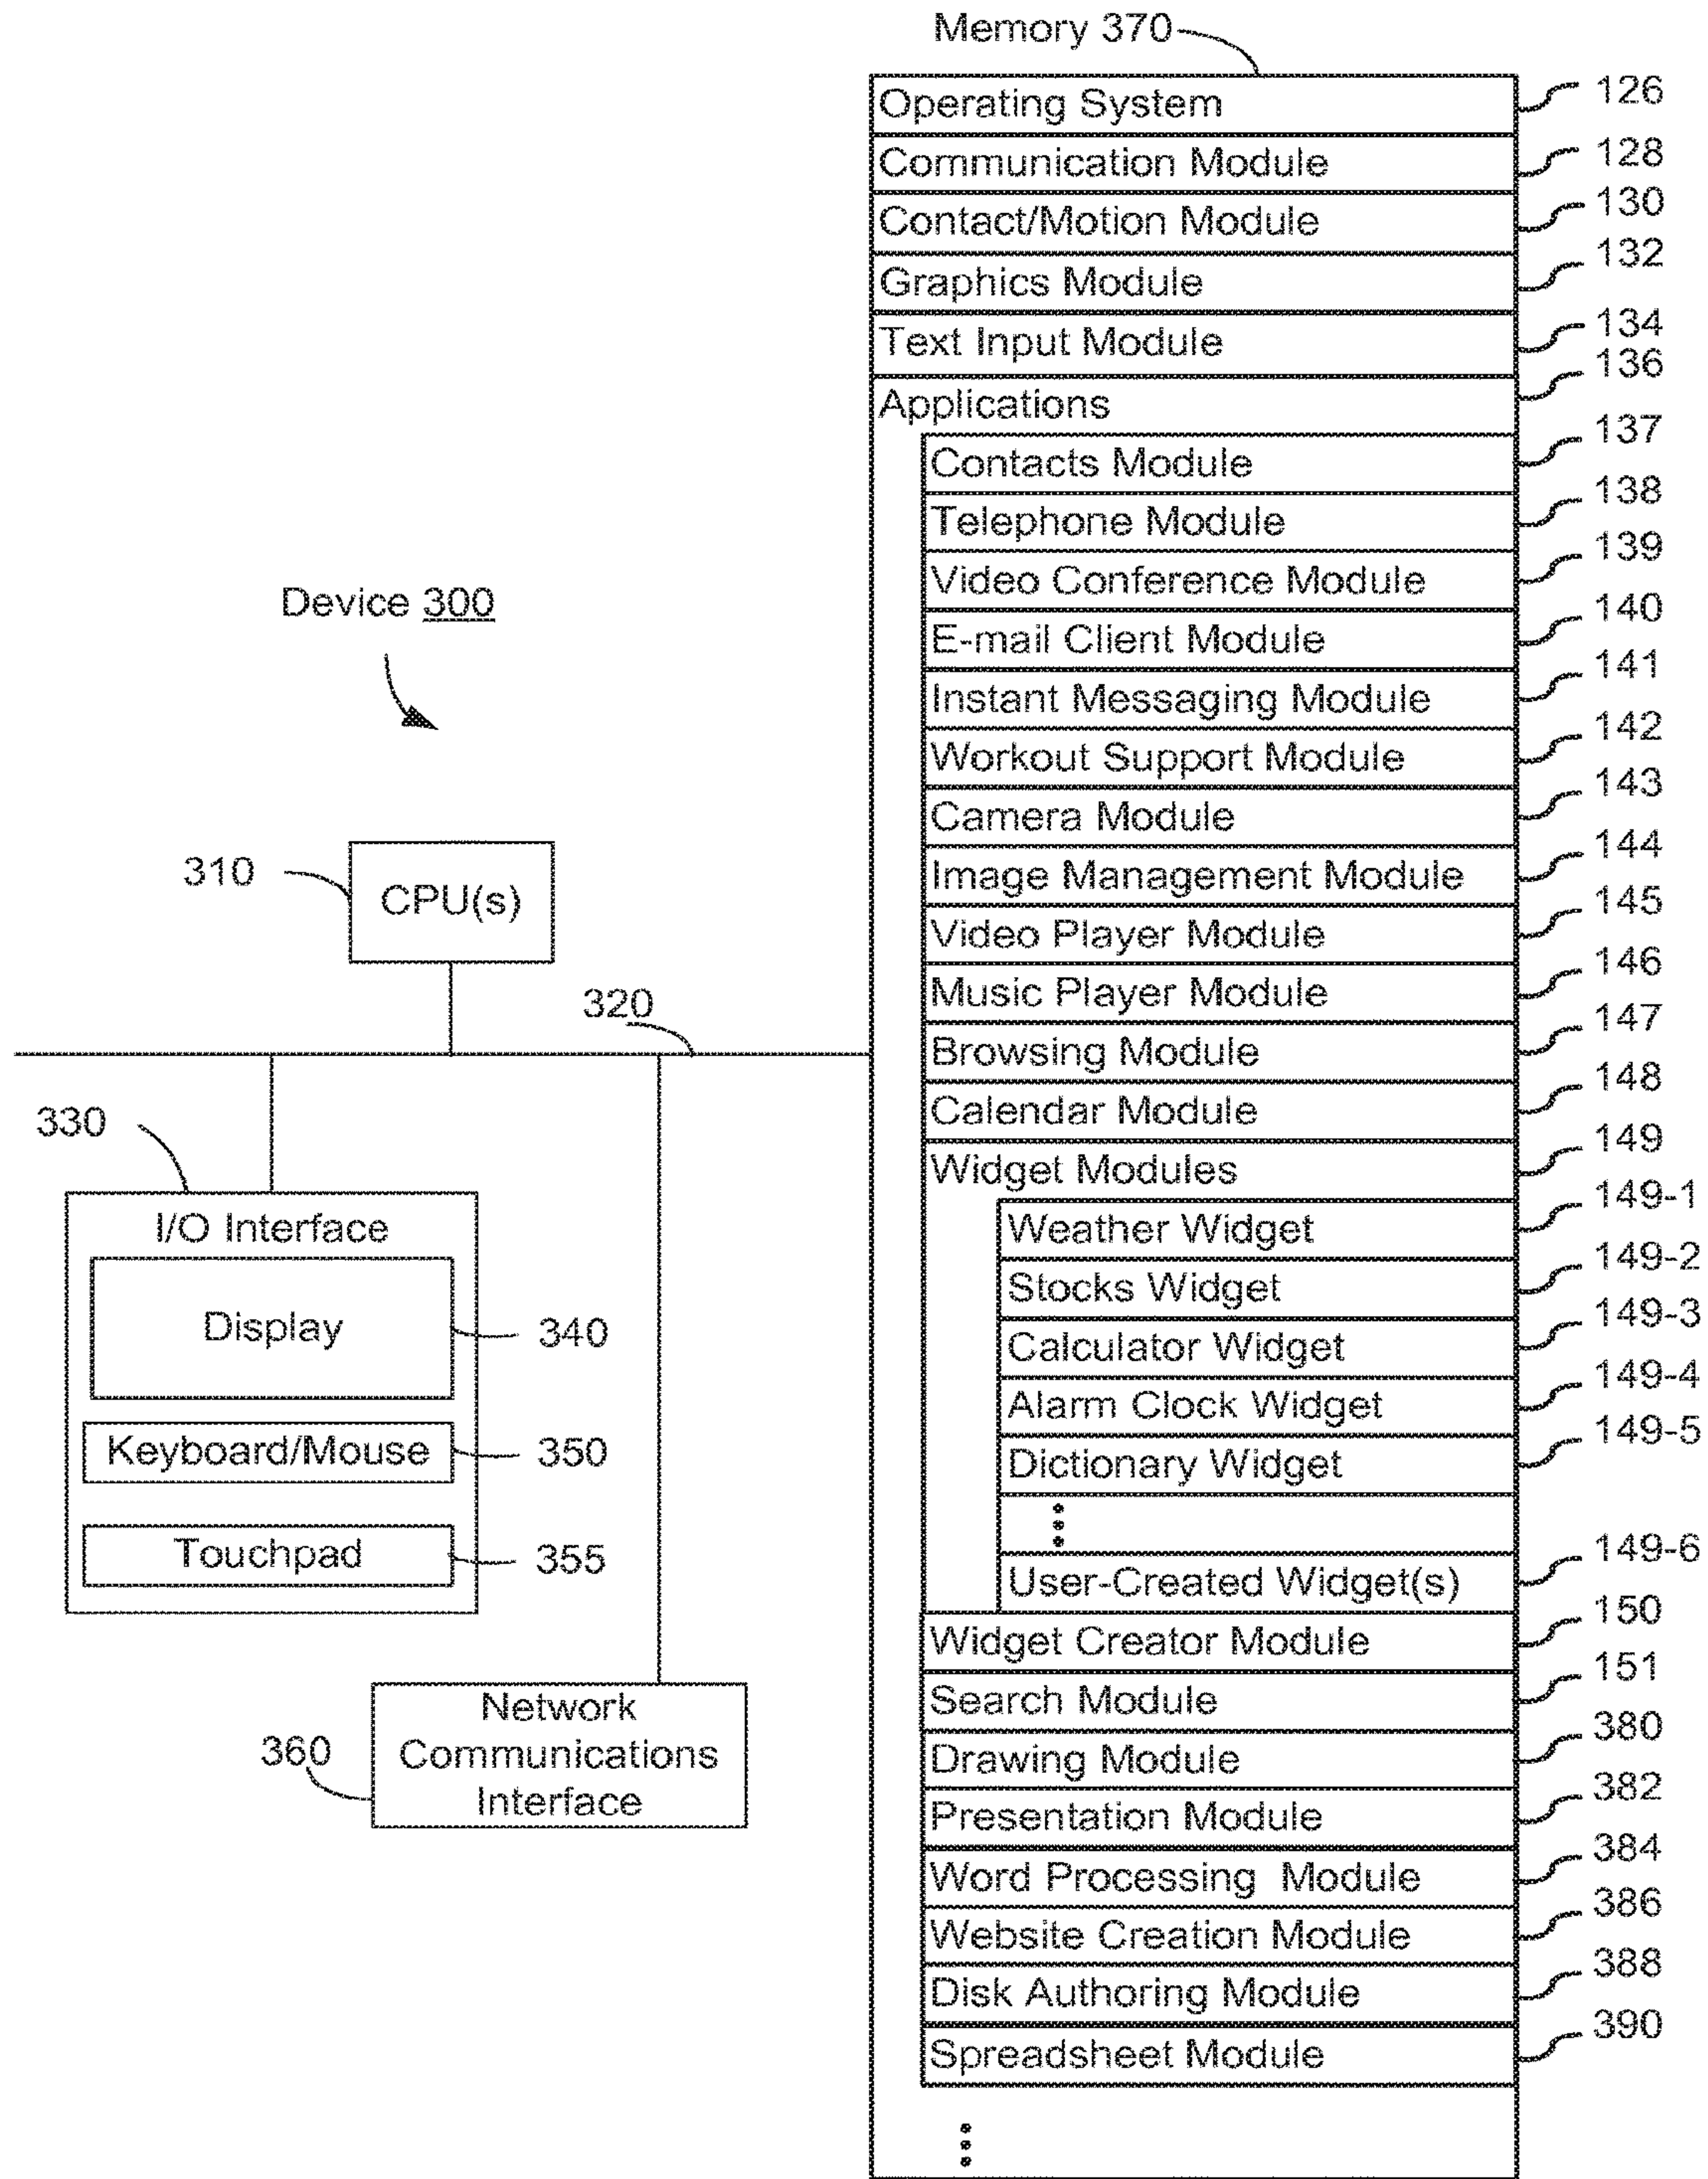 Memory 370
Operating System 126
Communication Module 128
Contact/Motion Module 130
Graphics Module 132
Text Input Module 134
Applications 136
Contacts Module 137
Telephone Module 138
Video Conference Module 139
E-mail Client Module 140
Instant Messaging Module 141
Workout Support Module 142
Camera Module 143
Image Management Module 144
Video Player Module 145
Music Player Module 146
Browsing Module 147
Calendar Module 148
Widget Modules 149
Weather Widget 149-1
Stocks Widget 149-2
Calculator Widget 149-3
Alarm Clock Widget 149-4
Dictionary Widget 149-5
User-Created Widget(s) 149-6
Widget Creator Module 150
Search Module 151
Drawing Module 380
Presentation Module 382
Word Processing Module 384
Website Creation Module 386
Disk Authoring Module 388
Spreadsheet Module 390
Device 300
310
CPU(s)
320
330
I/O Interface
Display 340
Keyboard/Mouse 350
Touchpad 355
360
Network
Communications
Interface